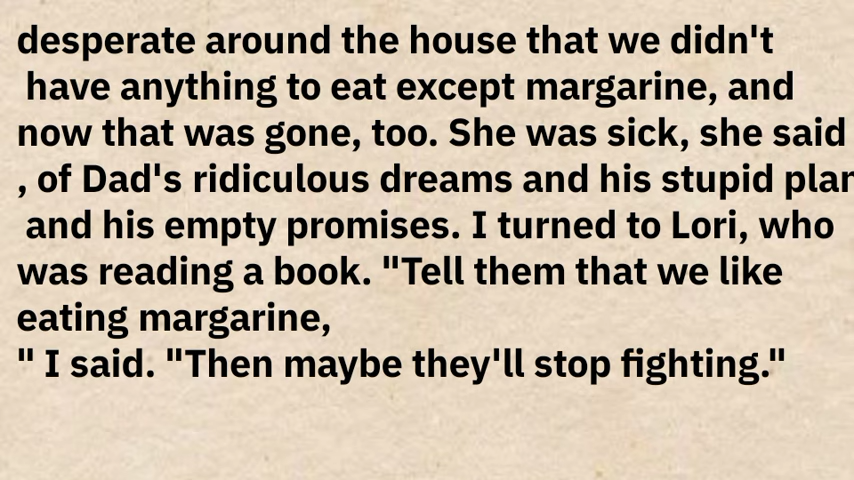 desperate around the house that we didn't
have anything to eat except margarine, and
now that was gone, too. She was sick, she said
, of Dad's ridiculous dreams and his stupid
and his empty promises. I turned to Lori, who
was reading a book. "Tell them that we like
eating margarine,
" I said. "Then maybe they'll stop fighting."